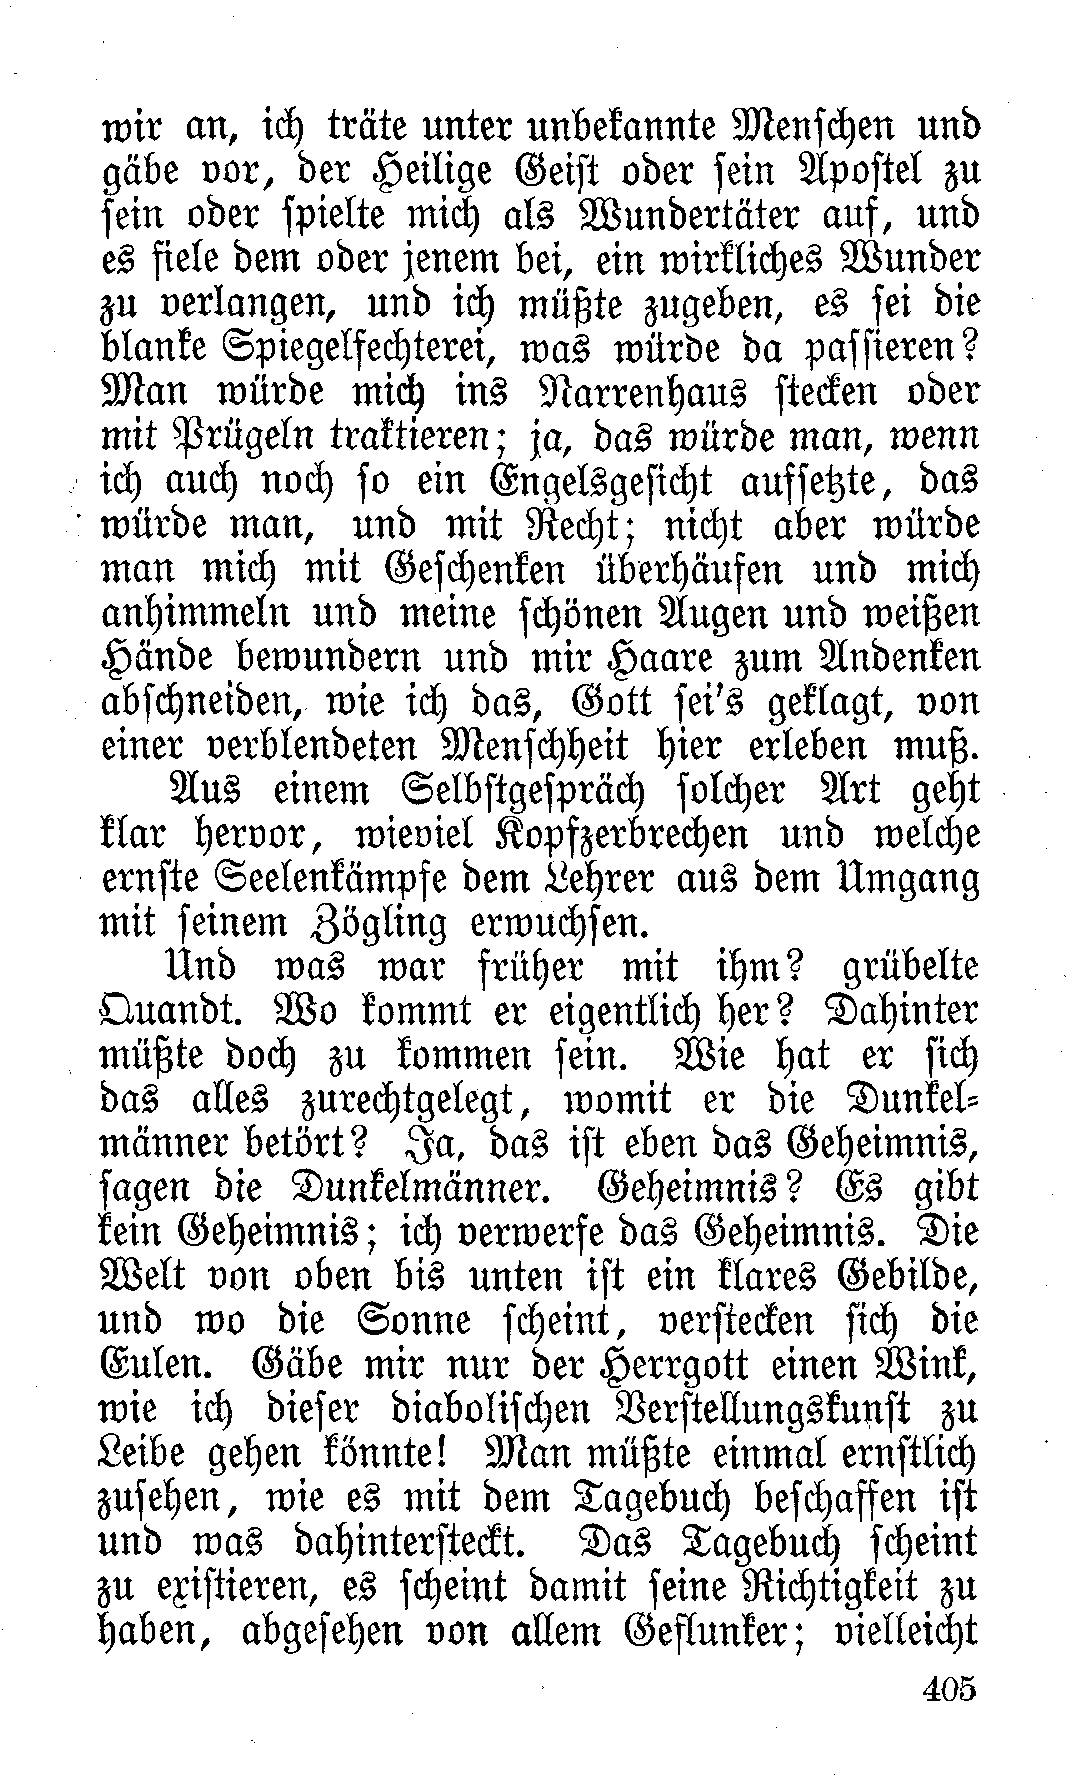 wir an, ich träte unter unbekannte Menschen und
gäbe vor, der Heilige Geist oder sein Apostel zu
sein oder spielte mich als Wundertäter auf, und
es fiele dem oder jenem bei, ein wirkliches Wunder
zu verlangen, und ich müßte zugeben, es sei die
blanke Spiegelfechterei, was würde da passieren?
Man würde mich ins Narrenhaus stecken oder
mit Prügeln traktieren; ja, das würde man, wenn
ich auch noch so ein Engelsgesicht aufsetzte, das
würde man, und mit Recht; nicht aber würde
man mich mit Geschenken überhäufen und mich
anhimmeln und meine schönen Augen und weißen
Hände bewundern und mir Haare zum Andenken
abschneiden, wie ich das, Gott sei's geklagt, von
einer verblendeten Menschheit hier erleben muß.
Aus einem Selbstgespräch solcher Art geht
klar hervor, wieviel Kopfzerbrechen und welche
ernste Seelenkämpfe dem Lehrer aus dem Umgang
mit seinem Zögling erwuchsen.
Und was war früher mit ihm? grübelte
Quandt. Wo kommt er eigentlich her? Dahinter
müßte doch zu kommen sein. Wie hat er sich
das alles zurechtgelegt, womit er die Dunkel-
männer betört? Ja, das ist eben das Geheimnis,
sagen die Dunkelmänner. Geheimnis? Es gibt
kein Geheimnis; ich verwerfe das Geheimnis. Die
Welt von oben bis unten ist ein klares Gebilde,
und wo die Sonne scheint, verstecken sich die
Eulen. Gäbe mir nur der Herrgott einen Wink,
wie ich dieser diabolischen Verstellungskunst zu
Leibe gehen könnte! Man müßte einmal ernstlich
zusehen, wie es mit dem Tagebuch beschaffen ist
und was dahintersteckt. Das Tagebuch scheint
zu existieren, es scheint damit seine Richtigkeit zu
haben, abgesehen von allem Geflunker; vielleicht
405